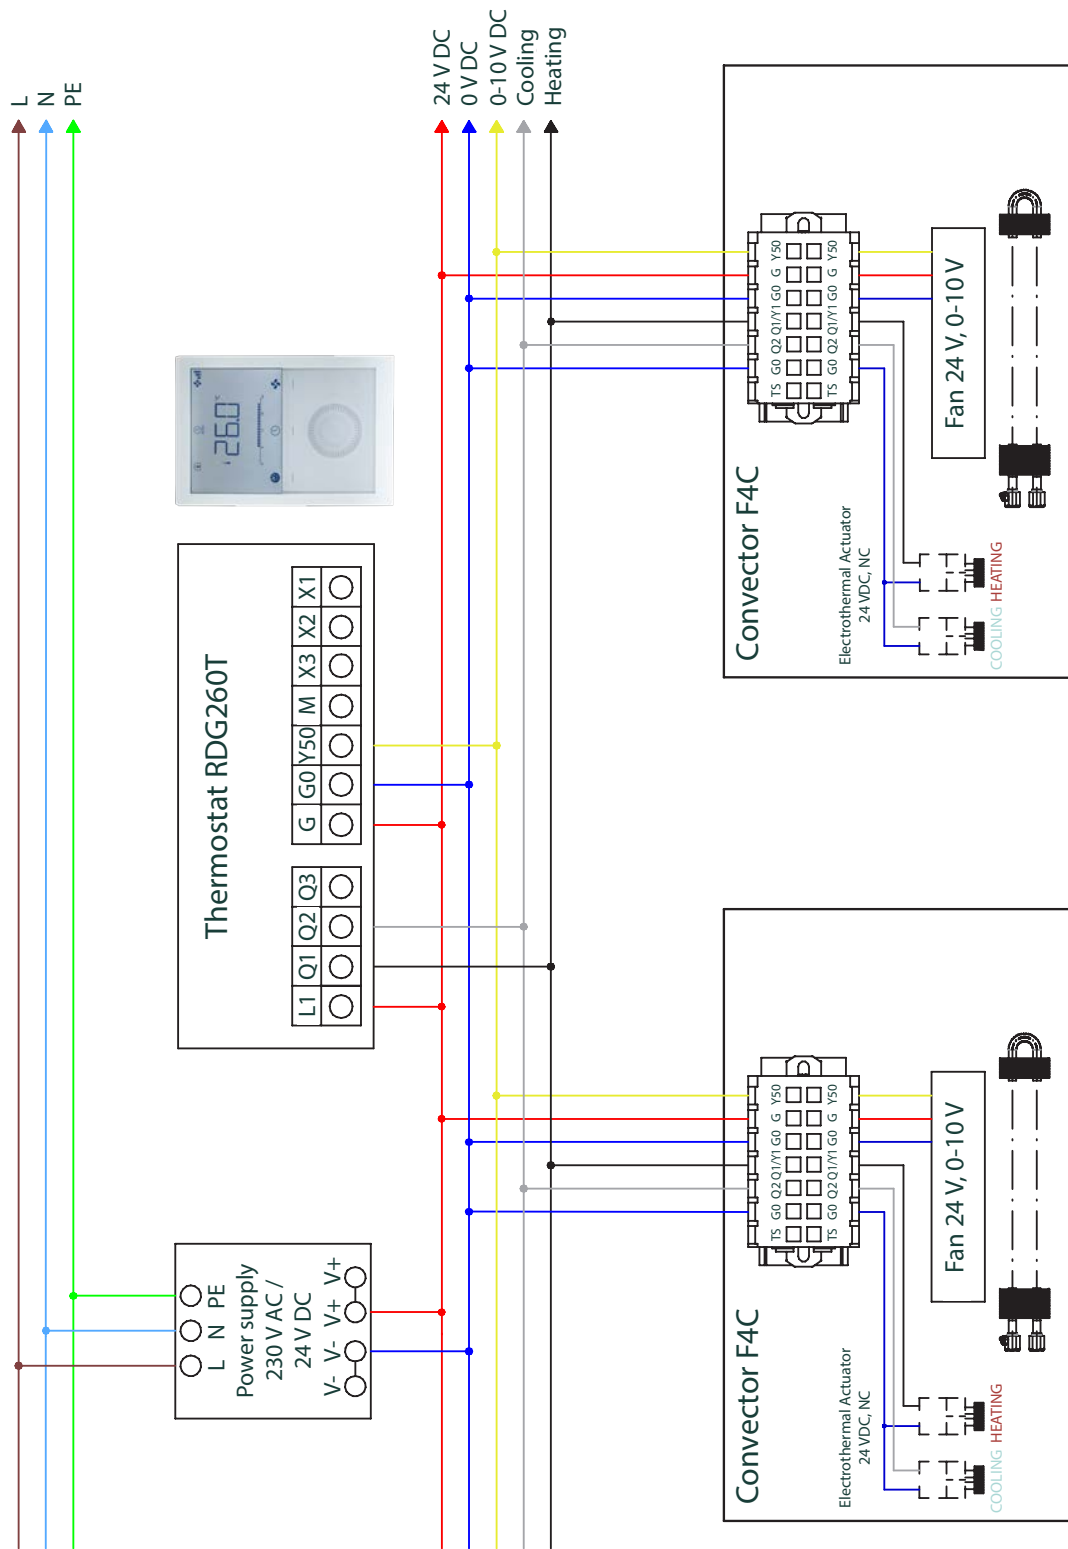 L
N
PE
24 V DC
0 V DC
0-10 V DC
Cooling
Heating
26.0
Thermostat RDG260T
L1 Q1 Q2 Q3
G G0 Y50 M X3 X2 X1
L N PE
Power supply
230 V AC /
24 V DC
V- V- V+ V+
Convector F4C
TS G0 Q2 Q1/Y1 G0 G Y50
TS G0 Q2 Q1/Y1 G0 G Y50
Fan 24 V, 0-10 V
Electrothermal Actuator
24 VDC, NC
COOLING HEATING
Convector F4C
TS G0 Q2 Q1/Y1 G0 G Y50
TS G0 Q2 Q1/Y1 G0 G Y50
Fan 24 V, 0-10 V
Electrothermal Actuator
24 VDC, NC
COOLING HEATING